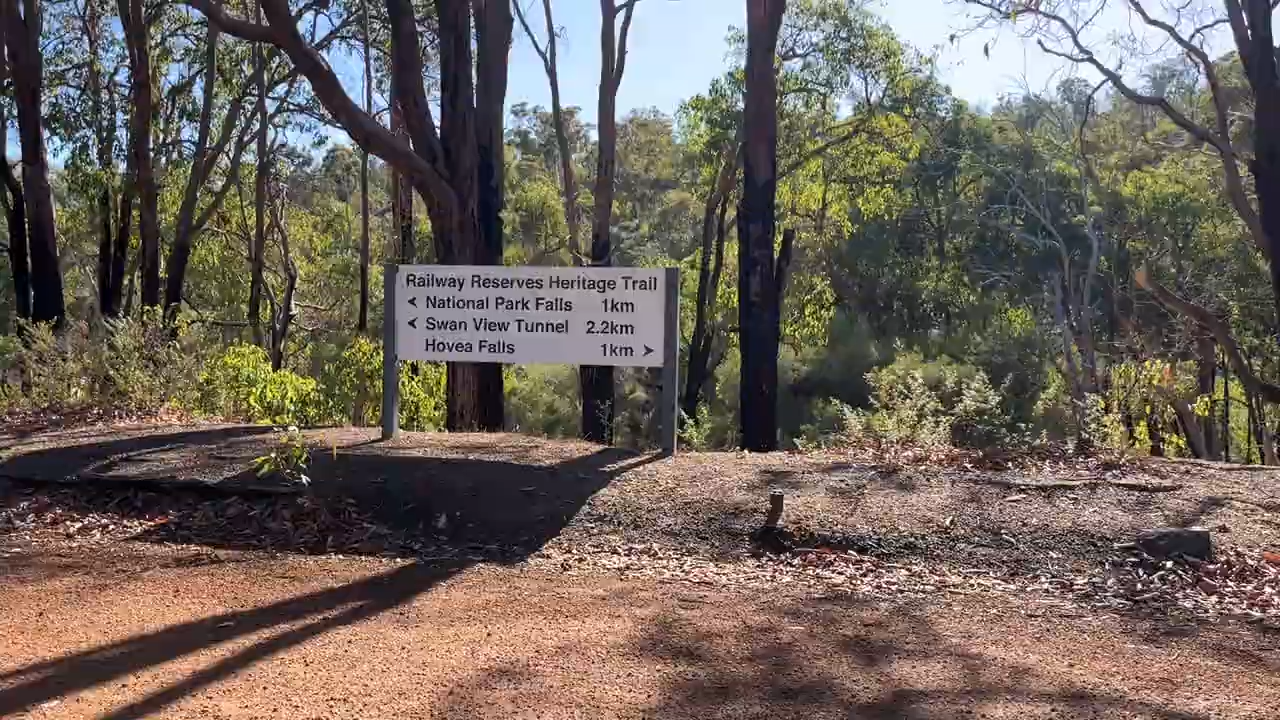 Railway Reserves Heritage Trail
< National Park Falls 1km
< Swan View Tunnel 2.2km
Hovea Falls 1km >